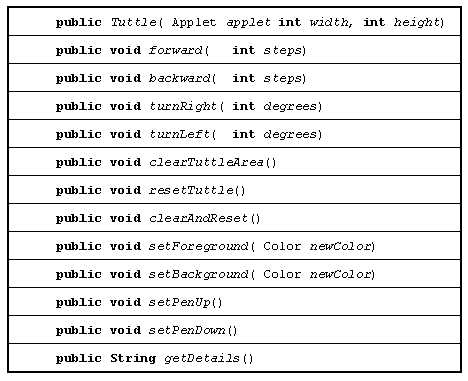 public Tuttle( Applet applet int width, int height)
public void forward( int steps)
public void backward( int steps)
public void turnRight( int degrees)
public void turnLeft( int degrees)
public void clearTuttleArea()
public void resetTuttle()
public void clearAndReset()
public void setForeground( Color newColor)
public void setBackground( Color newColor)
public void setPenUp()
public void setPenDown()
public String getDetails()